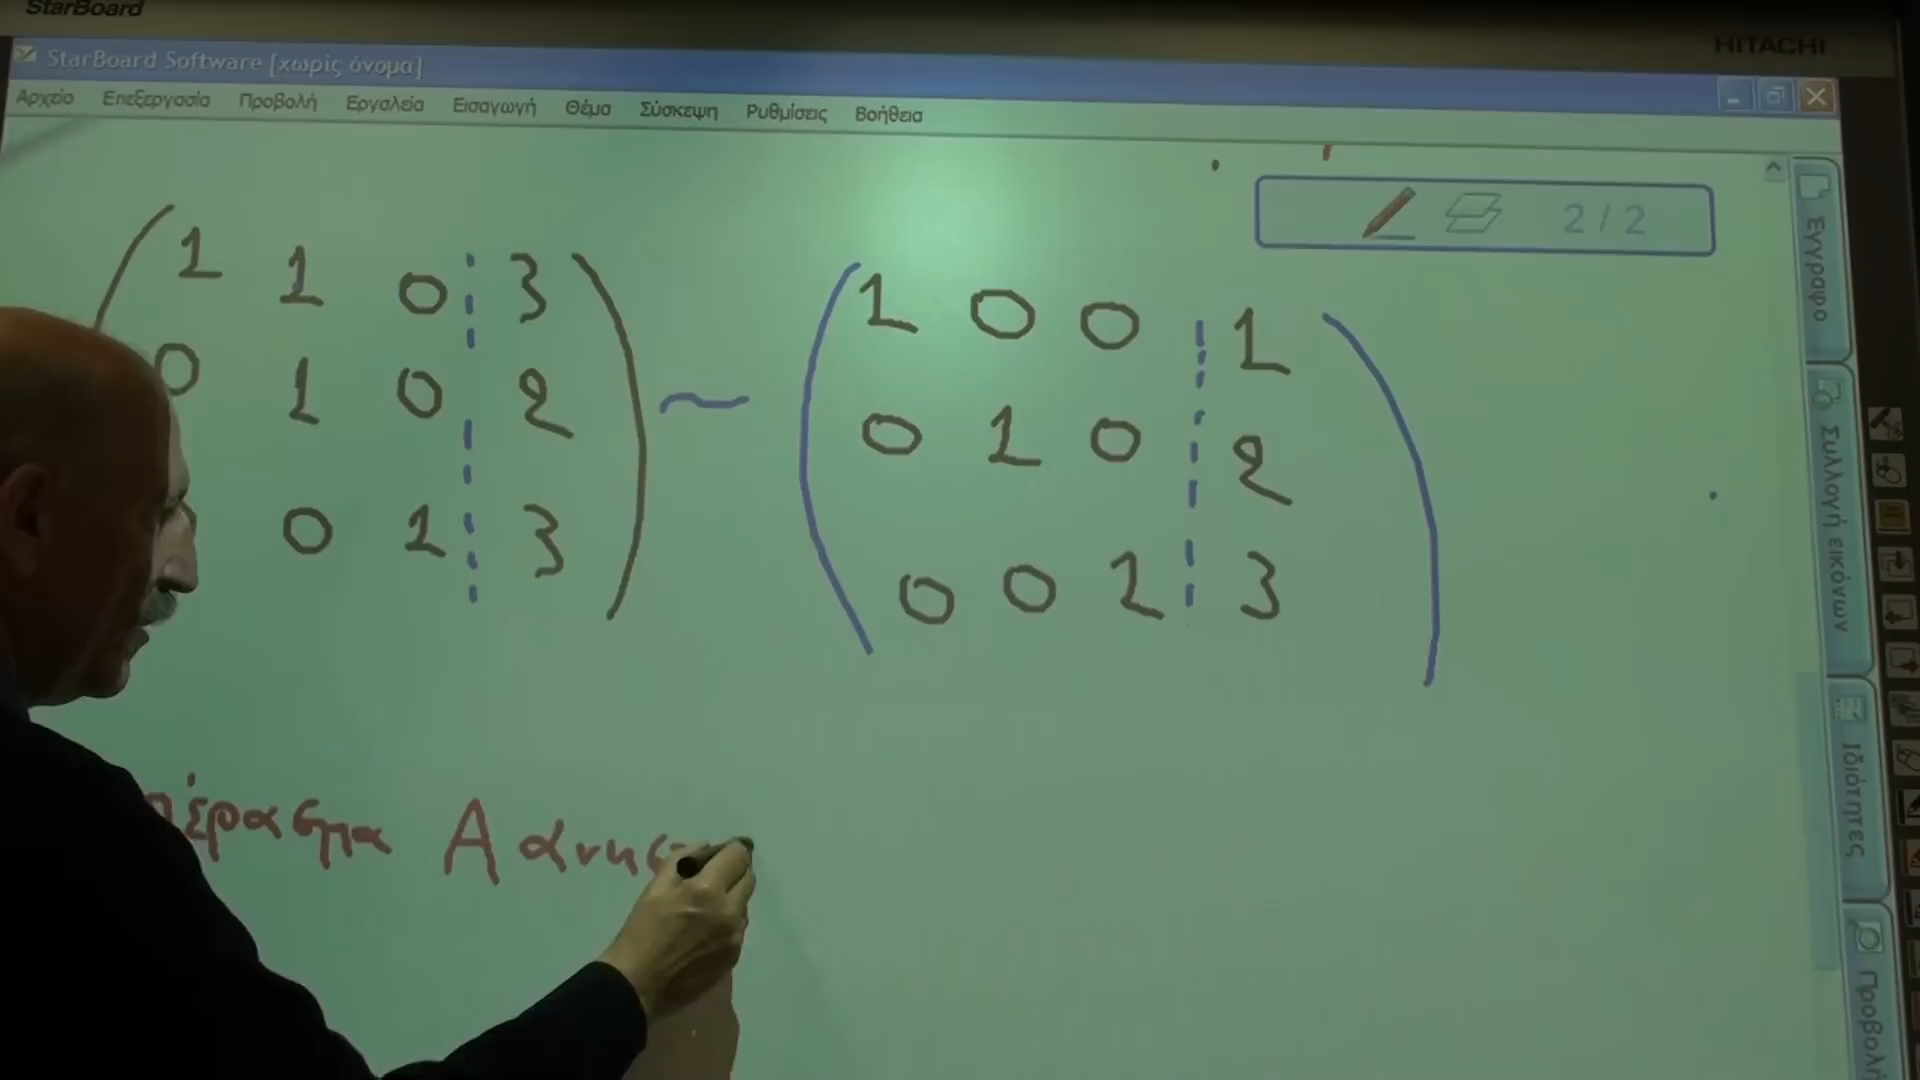 StarBoard
HITACHI
StarBoard Software [χωρίς όνομα]
Αρχείο Επεξεργασία Προβολή Εργαλεία Εισαγωγή Θέμα Σύσκεψη Ρυθμίσεις Βοήθεια
2 / 2
1 1 0 3
0 1 0 2
0 1 3
~
1 0 0 1
0 1 0 2
0 0 1 3
πέρασμα Α
Έγγραφο
Συλλογή εικόνων
Ιδιότητες